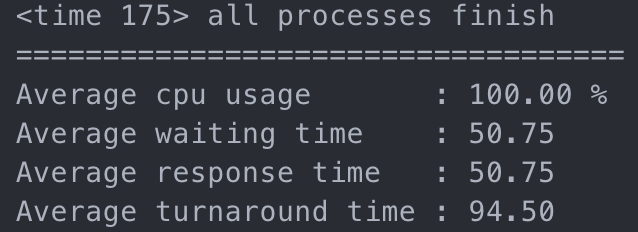 <time 175> all processes finish
===================================
Average cpu usage       : 100.00 %
Average waiting time    : 50.75
Average response time   : 50.75
Average turnaround time : 94.50